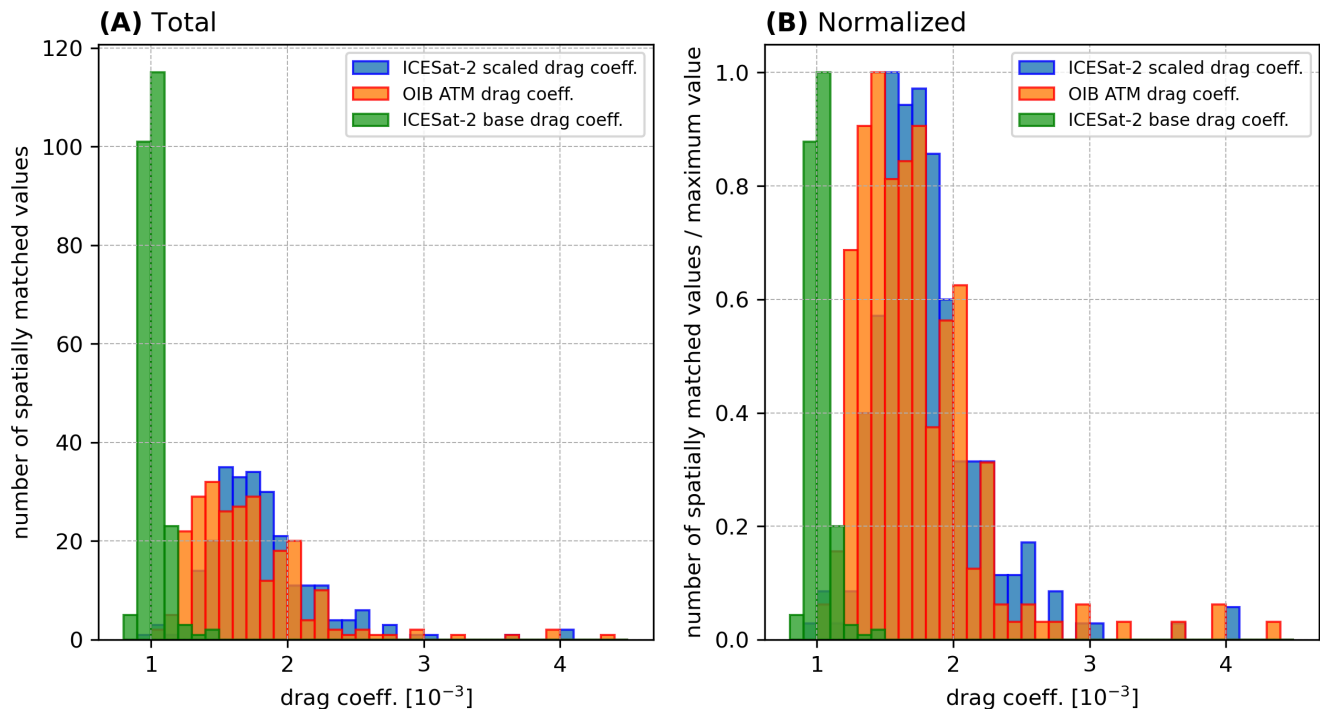 (A) Total
number of spatially matched values
120
100
80
60
40
20
0
ICESat-2 scaled drag coeff.
OIB ATM drag coeff.
ICESat-2 base drag coeff.
1 2 3 4
drag coeff. [10⁻³]
(B) Normalized
number of spatially matched values / maximum value
1.0
0.8
0.6
0.4
0.2
0.0
ICESat-2 scaled drag coeff.
OIB ATM drag coeff.
ICESat-2 base drag coeff.
1 2 3 4
drag coeff. [10⁻³]